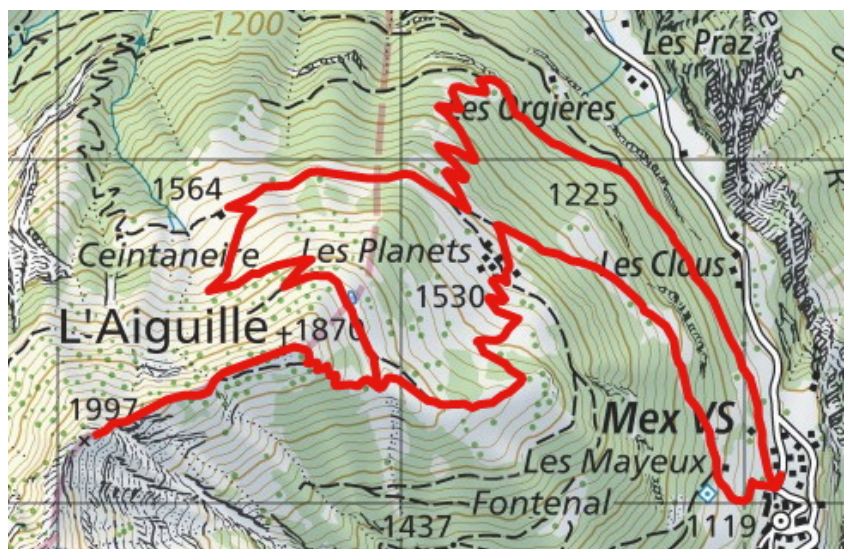 1200
Les Praz
Les Orgières
1564
1225
Ceintaneire
Les Planets
Les Clous
1530
L'Aiguille
+1870
1997
Mex VS
Les Mayeux
Fontenal
1437
1119